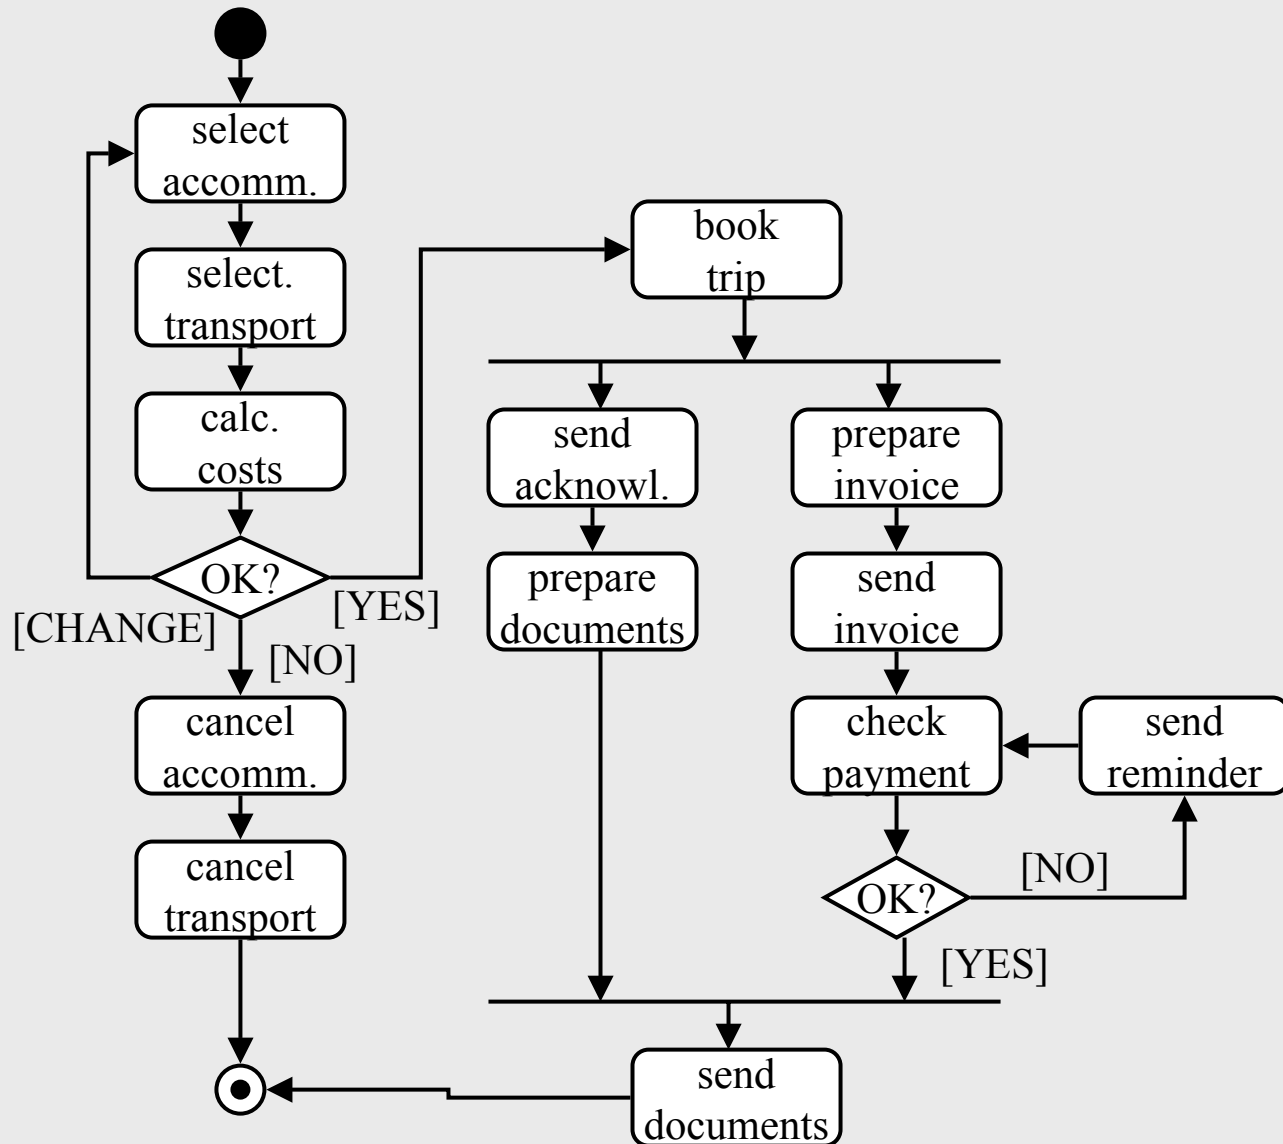 select
accomm.
select.
transport
calc.
costs
OK?
[CHANGE]
[YES]
[NO]
cancel
accomm.
cancel
transport
book
trip
send
acknowl.
prepare
documents
prepare
invoice
send
invoice
check
payment
send
reminder
OK?
[NO]
[YES]
send
documents